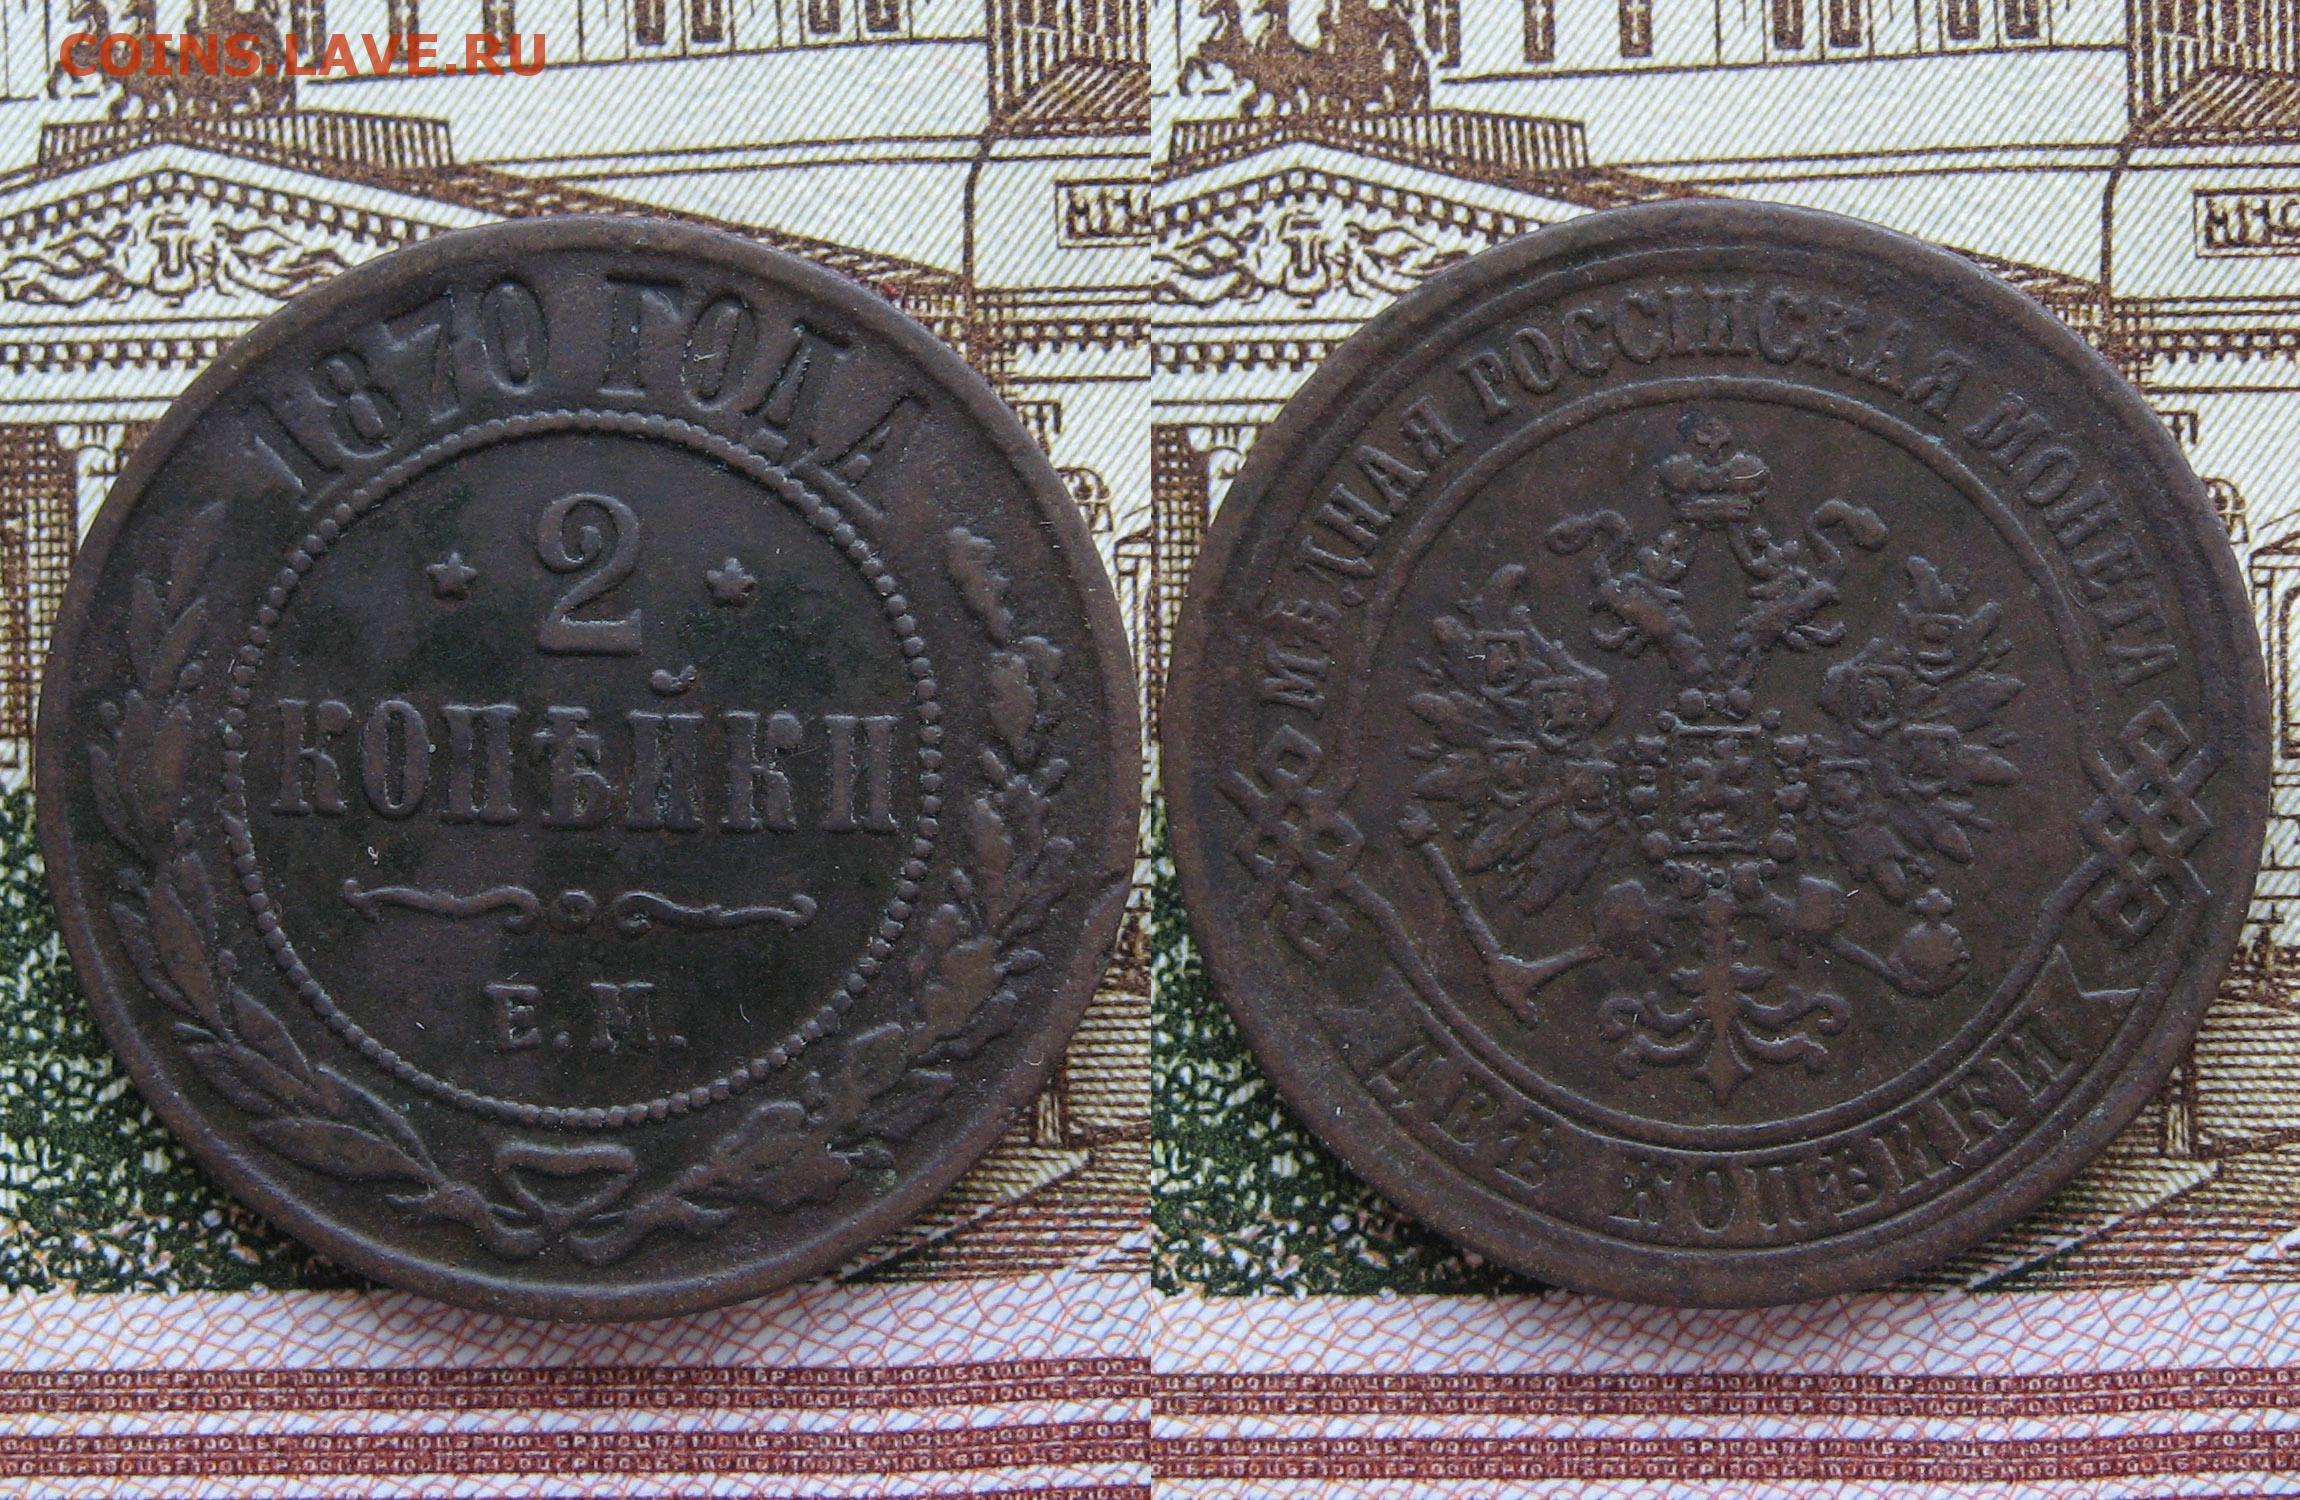 COINS.LAVE.RU
1870 ГОДА
2
КОПѢЙКИ
Е.М.
МѢДНАЯ РОССІЙСКАЯ МОНЕТА
ДВѢ КОПѢЙКИ